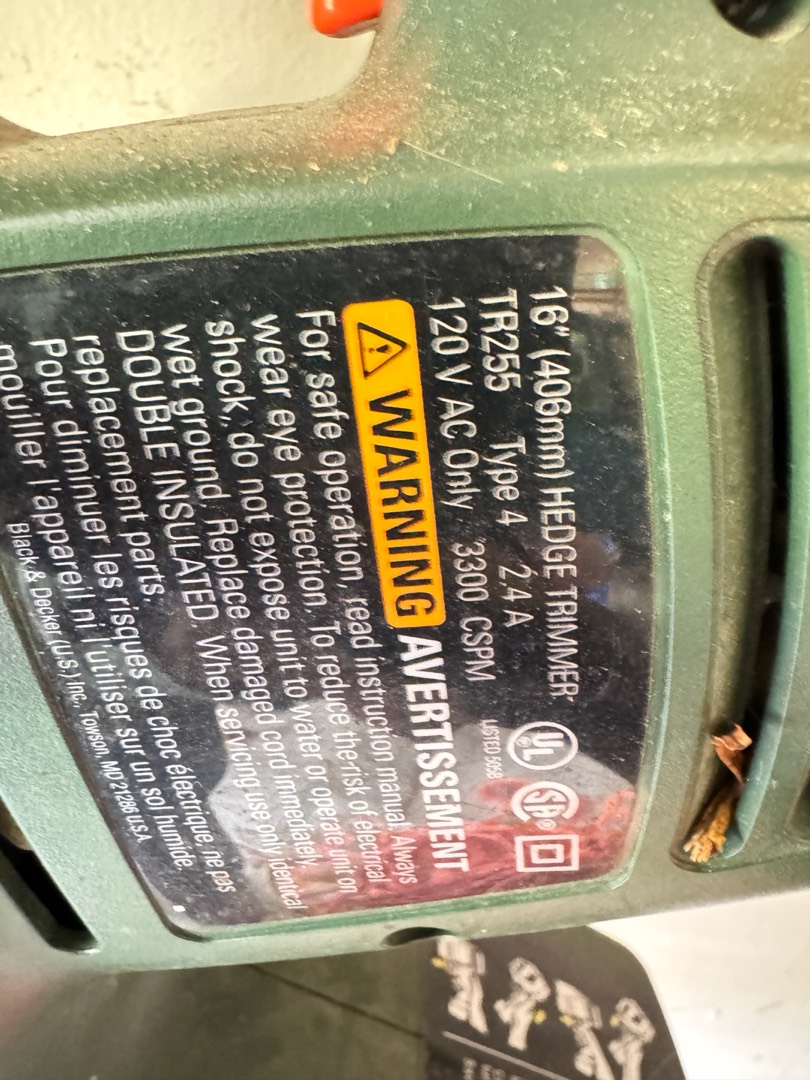 16" (406mm) HEDGE TRIMMER
TR255 Type 4 2.4 A
120 V AC Only 3300 CSPM
UL SA
LISTED 505B
WARNING AVERTISSEMENT
For safe operation, read instruction manual. Always
wear eye protection. To reduce the risk of electrical
shock, do not expose unit to water or operate unit on
wet ground. Replace damaged cord immediately.
DOUBLE INSULATED. When servicing use only identical
replacement parts.
Pour diminuer les risques de choc électrique, ne pas
mouiller l'appareil ni l'utiliser sur un sol humide.
Black & Decker (U.S.) Inc., Towson, MD 21286 U.S.A.